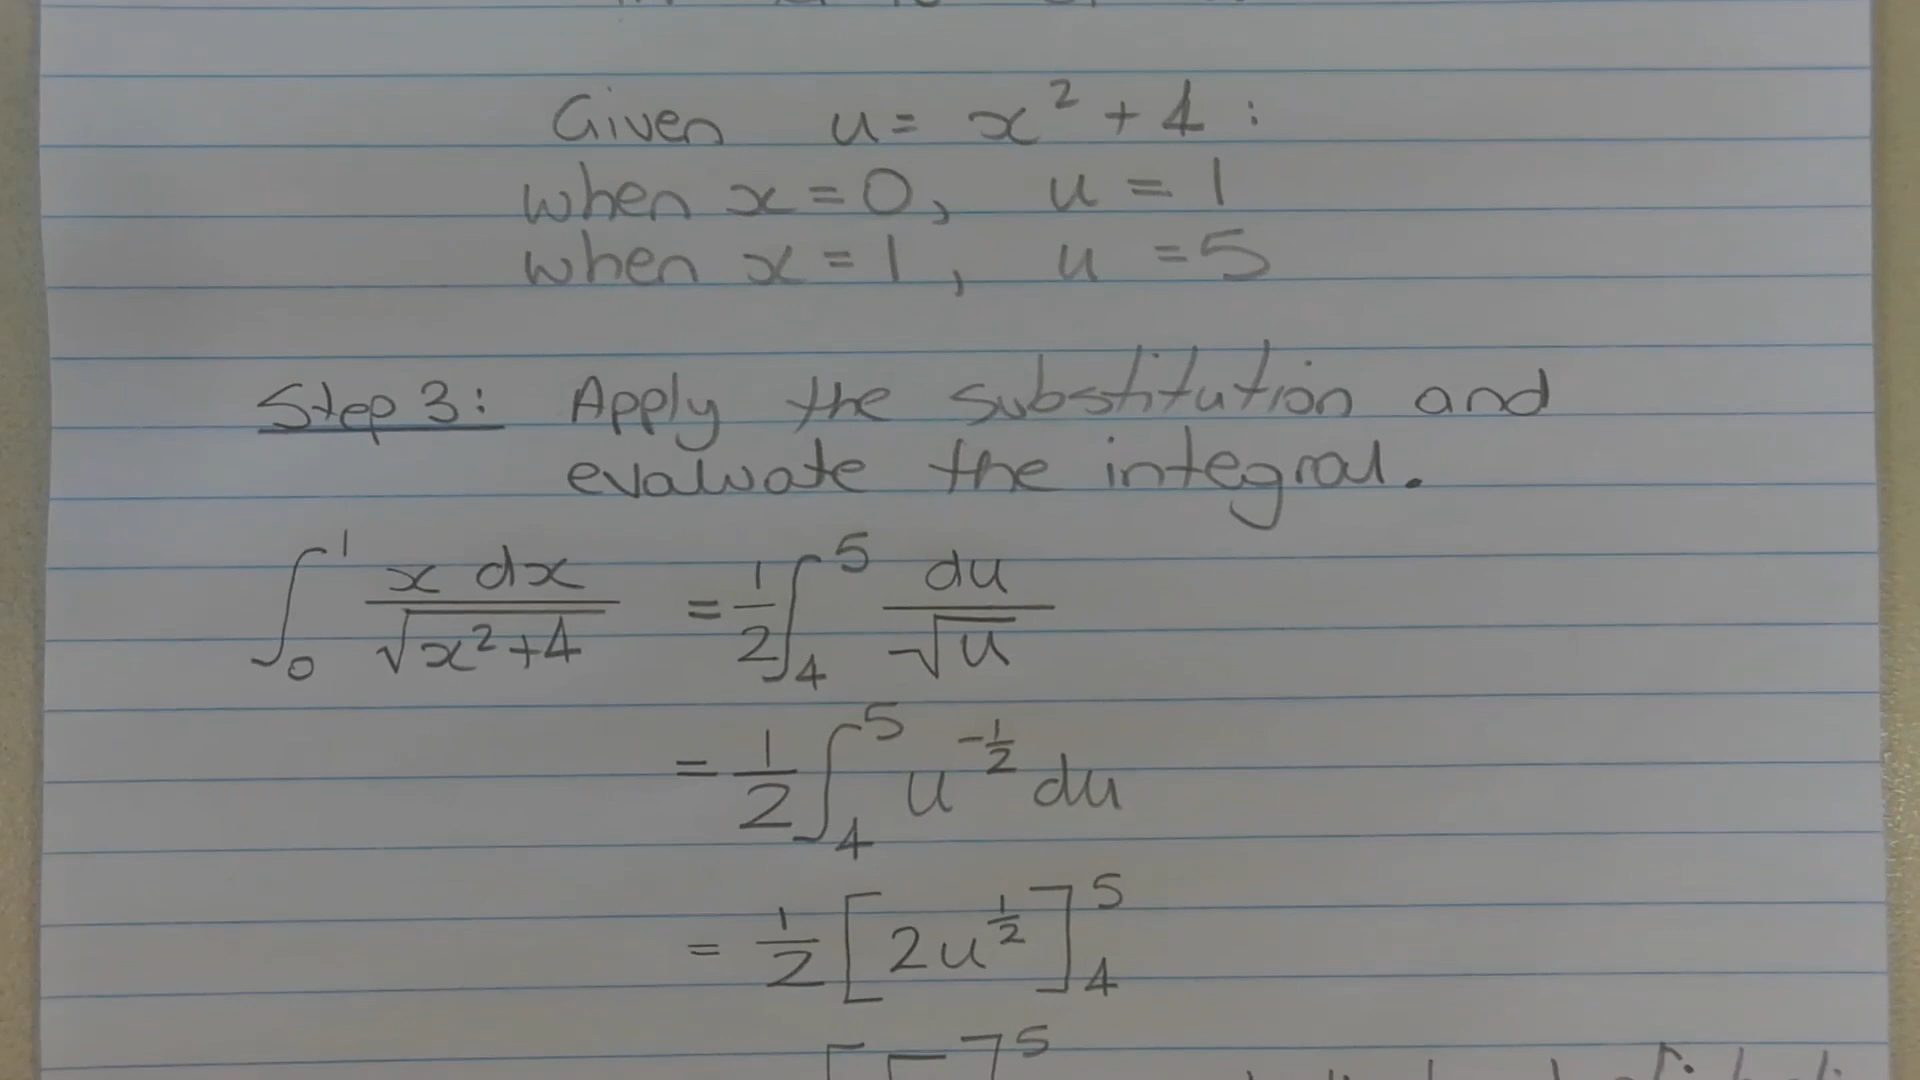 Given u = x² + 4 :
when x = 0, u = 1
when x = 1, u = 5
Step 3: Apply the substitution and
evaluate the integral.
∫₀¹ x dx / √(x²+4) = 1/2 ∫₄⁵ du / √u
= 1/2 ∫₄⁵ u^(-1/2) du
= 1/2 [2u^(1/2)]₄⁵